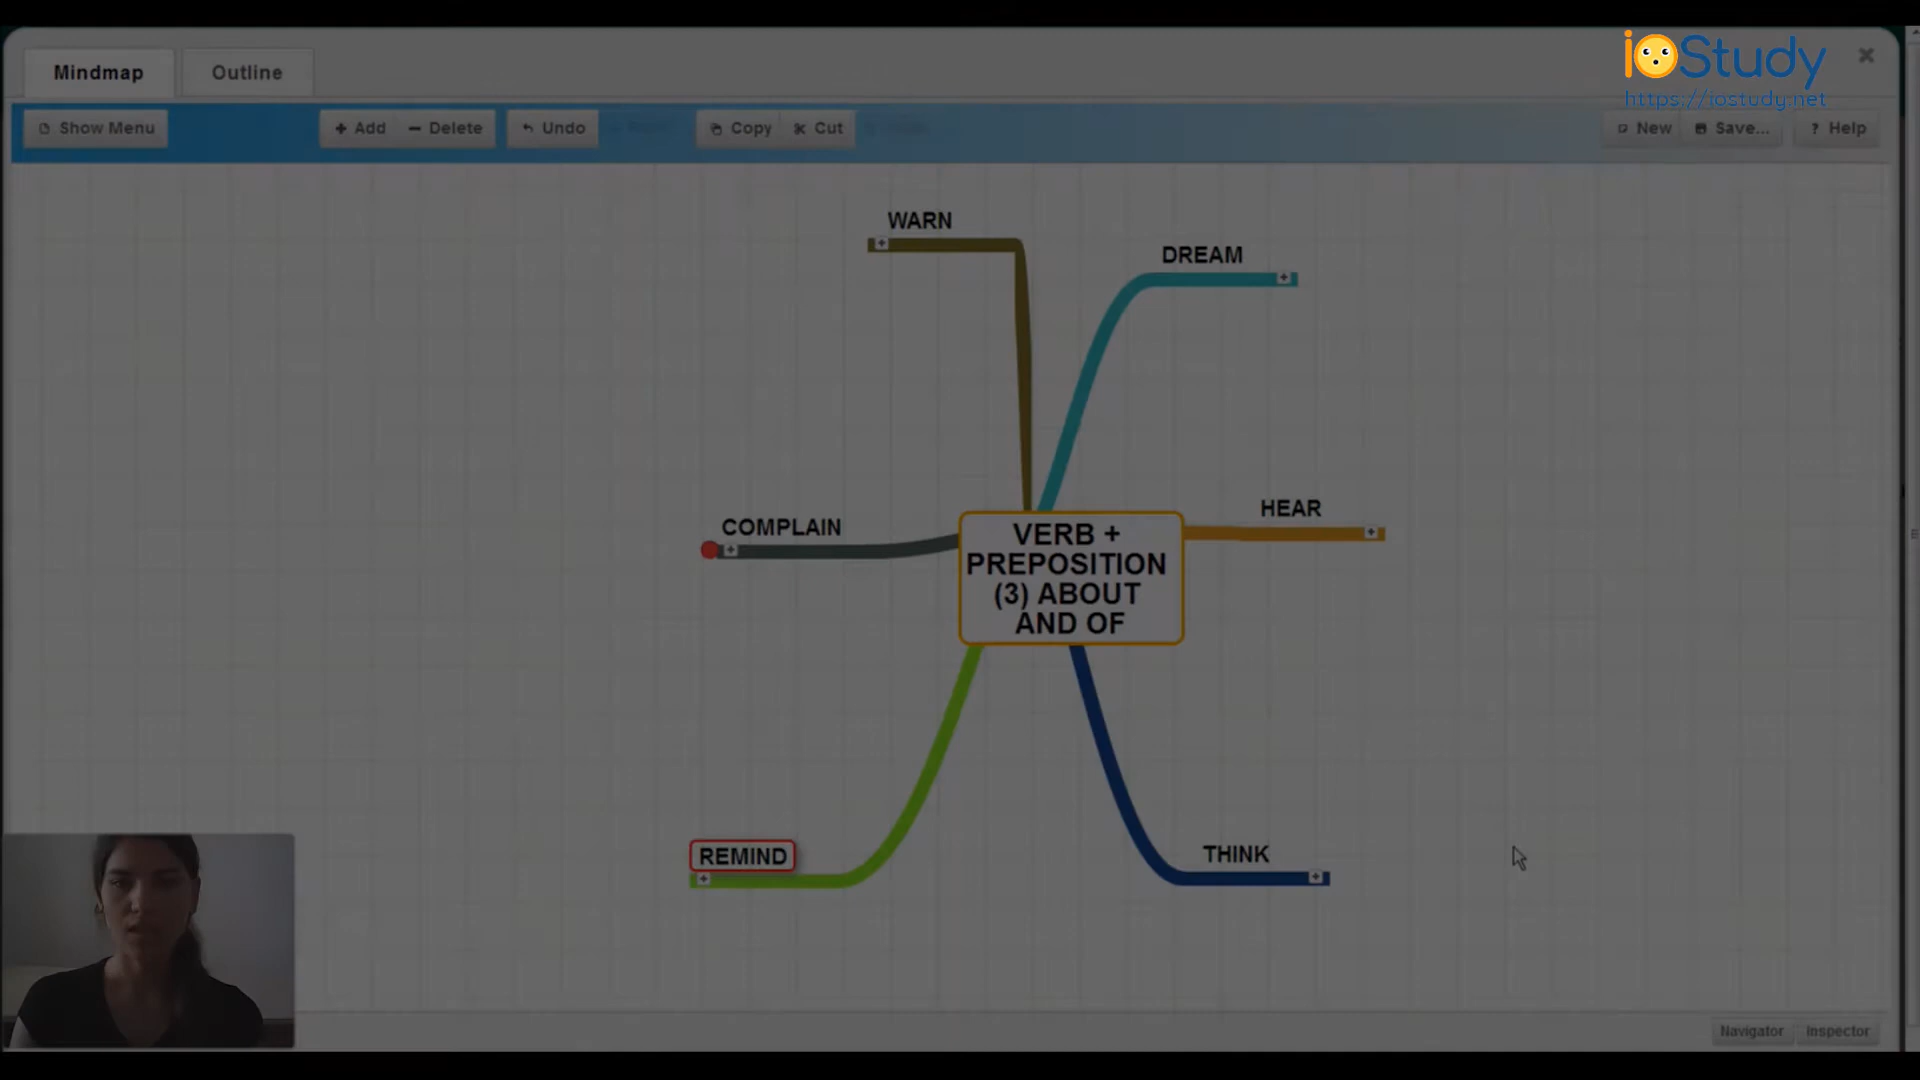 ioStudy
https://iostudy.net
Mindmap
Outline
Show Menu
Add
Delete
Undo
Copy
Cut
New
Save...
Help
WARN
DREAM
COMPLAIN
HEAR
VERB +
PREPOSITION
(3) ABOUT
AND OF
REMIND
THINK
Navigator
Inspector